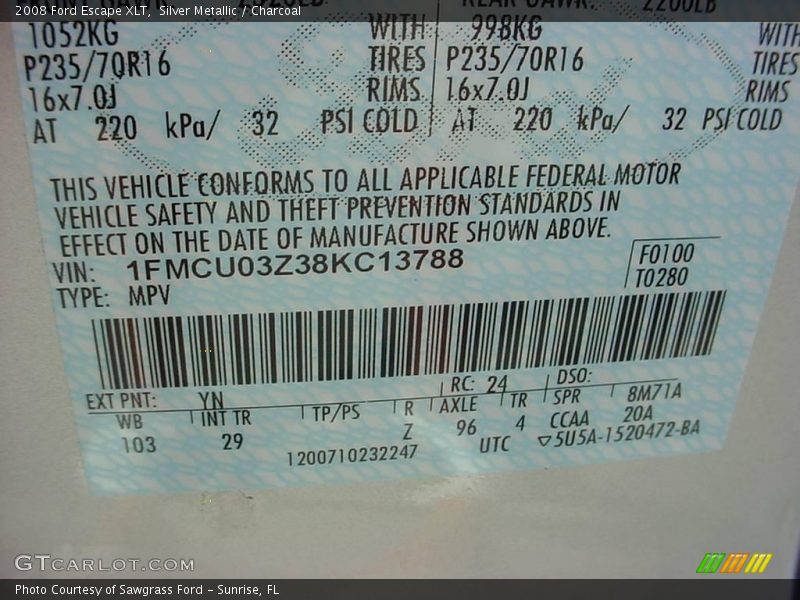 2008 Ford Escape XLT, Silver Metallic / Charcoal
2200LB
1052KG WITH 998KG WITH
P235/70R16 TIRES P235/70R16 TIRES
16x7.0J RIMS 16x7.0J RIMS
AT 220 kPa/ 32 PSI COLD AT 220 kPa/ 32 PSI COLD
THIS VEHICLE CONFORMS TO ALL APPLICABLE FEDERAL MOTOR
VEHICLE SAFETY AND THEFT PREVENTION STANDARDS IN
EFFECT ON THE DATE OF MANUFACTURE SHOWN ABOVE.
VIN: 1FMCU03Z38KC13788 F0100
TYPE: MPV T0280
EXT PNT: YN RC: 24 DSO:
WB INT TR TP/PS R AXLE TR SPR 8M71A
103 29 Z 96 4 CCAA 20A
1200710232247 UTC ▽5U5A-1520472-BA
GTCARLOT.COM
Photo Courtesy of Sawgrass Ford - Sunrise, FL